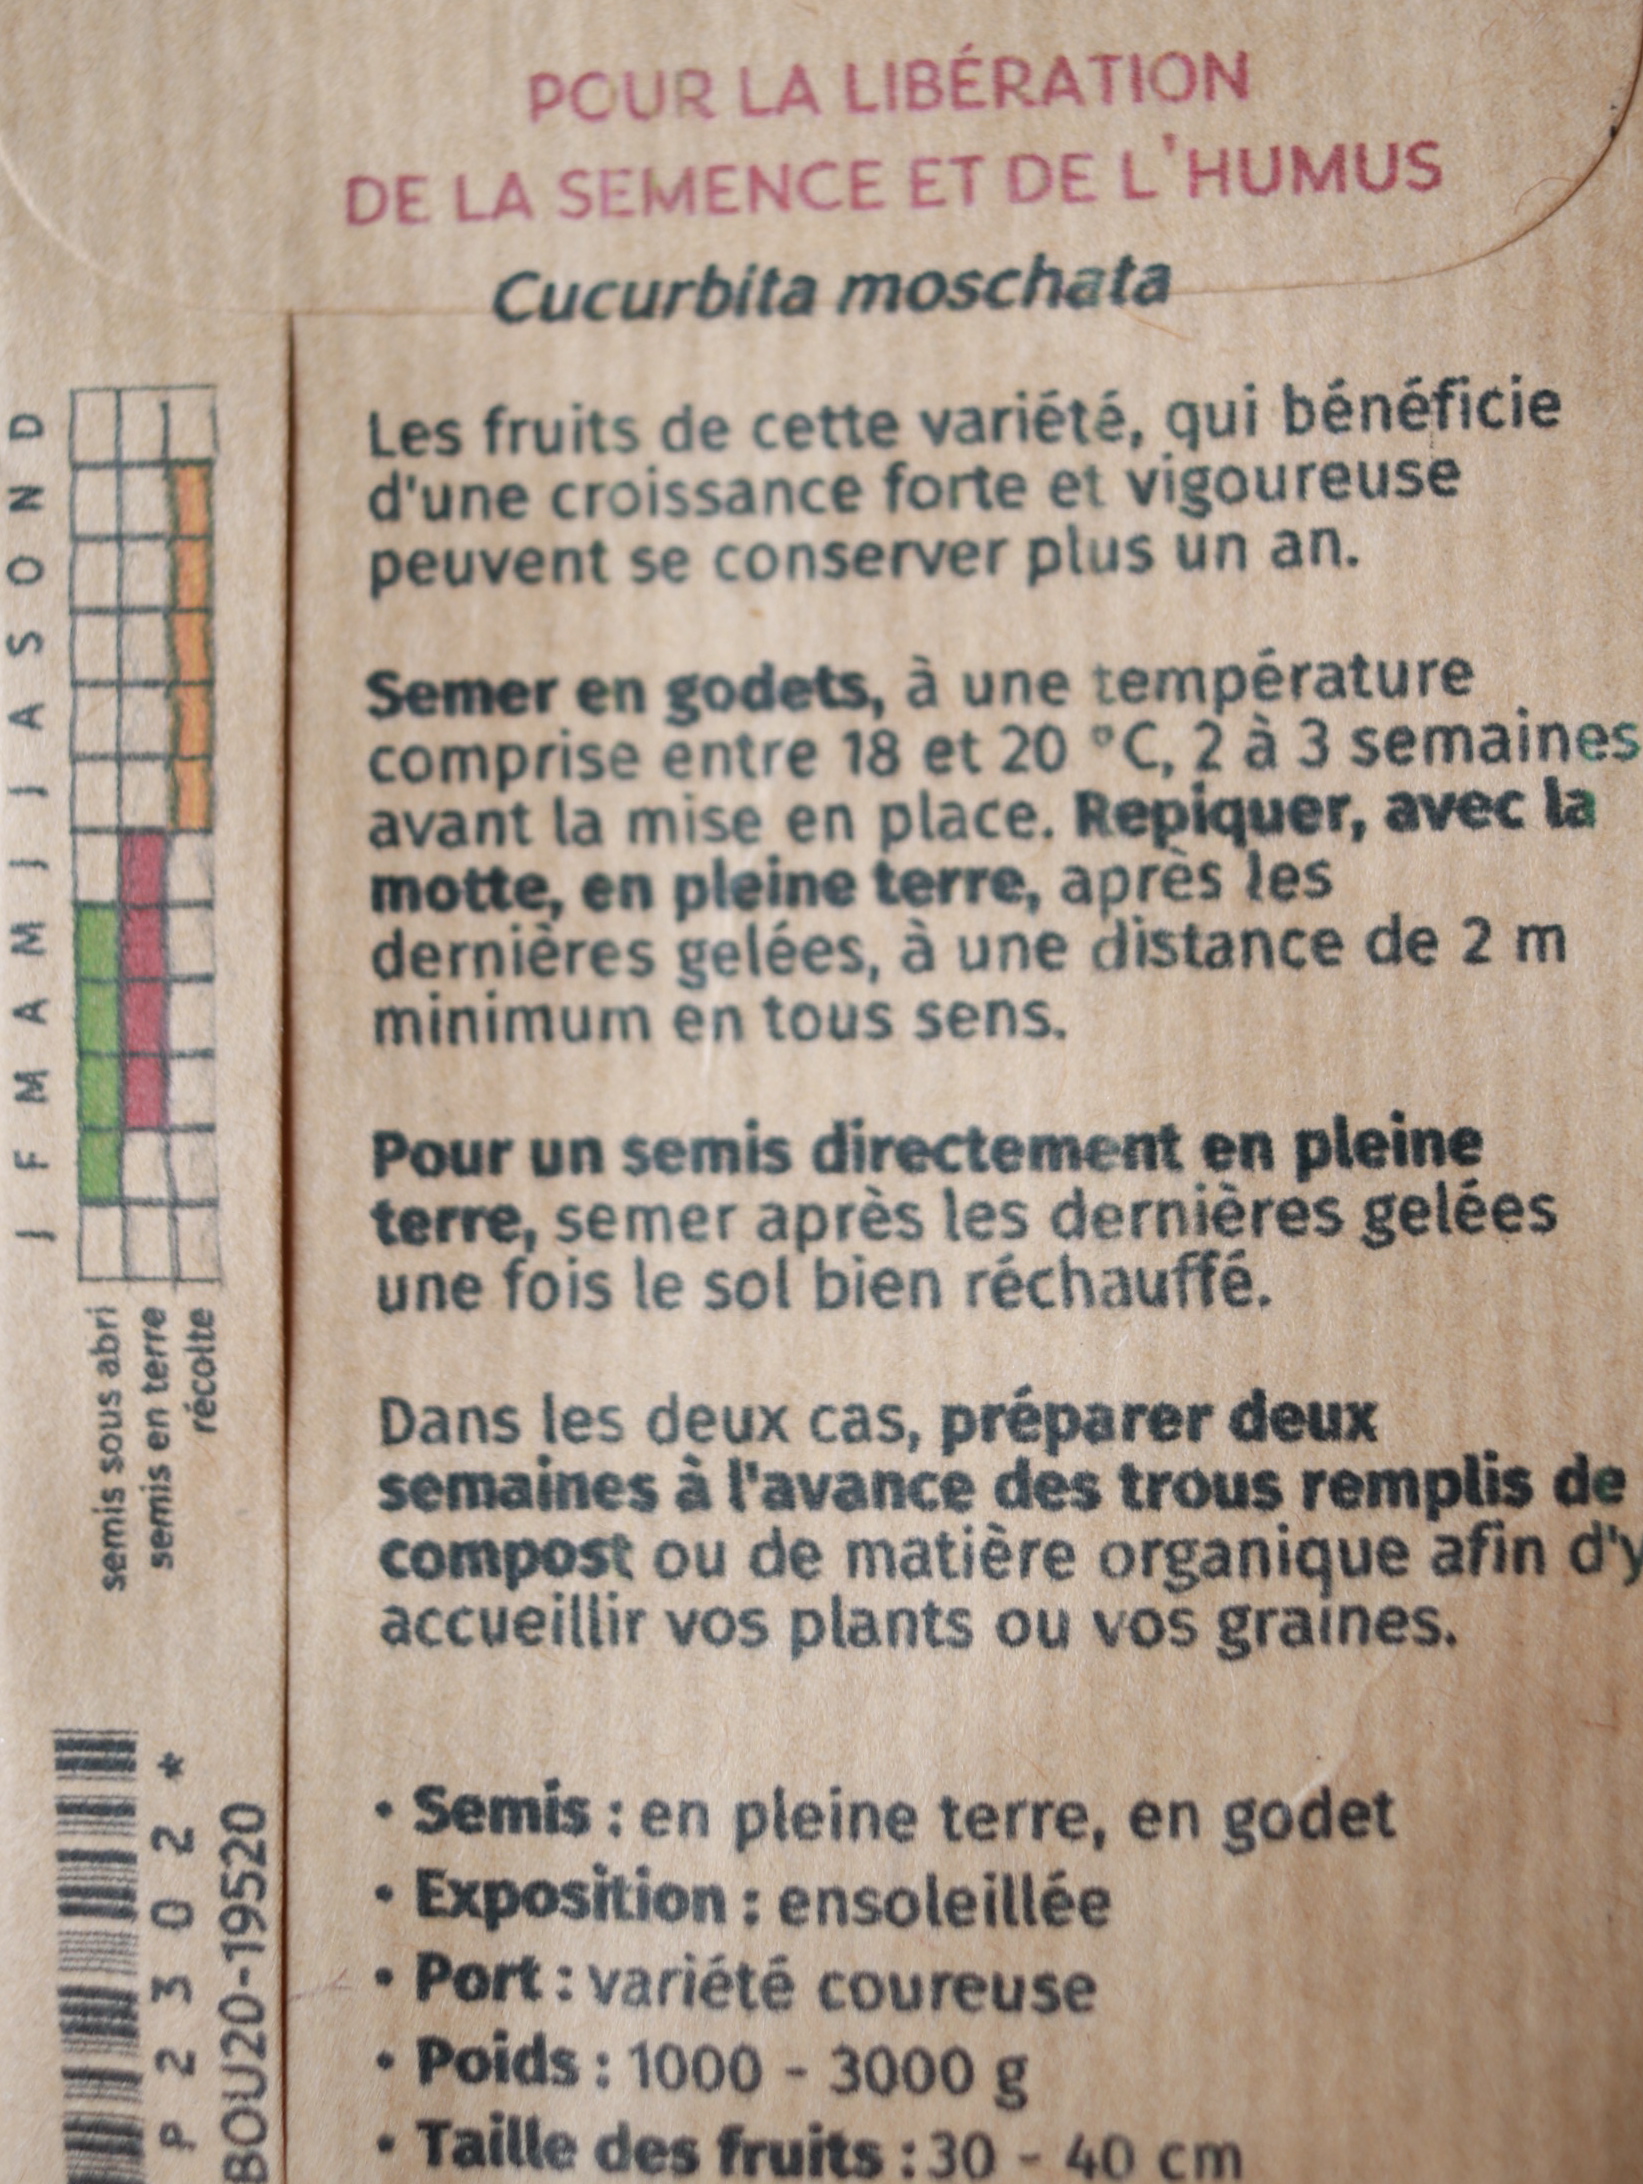 POUR LA LIBÉRATION
DE LA SEMENCE ET DE L'HUMUS
Cucurbita moschata
Les fruits de cette variété, qui bénéficie
d'une croissance forte et vigoureuse
peuvent se conserver plus un an.
Semer en godets, à une température
comprise entre 18 et 20 °C, 2 à 3 semaines
avant la mise en place. Repiquer, avec la
motte, en pleine terre, après les
dernières gelées, à une distance de 2 m
minimum en tous sens.
Pour un semis directement en pleine
terre, semer après les dernières gelées
une fois le sol bien réchauffé.
Dans les deux cas, préparer deux
semaines à l'avance des trous remplis de
compost ou de matière organique afin d'y
accueillir vos plants ou vos graines.
• Semis : en pleine terre, en godet
• Exposition : ensoleillée
• Port : variété coureuse
• Poids : 1000 - 3000 g
• Taille des fruits : 30 - 40 cm
J F M A M J J A S O N D
semis sous abri
semis en terre
récolte
P 2 3 0 2 *
BOU20-19520